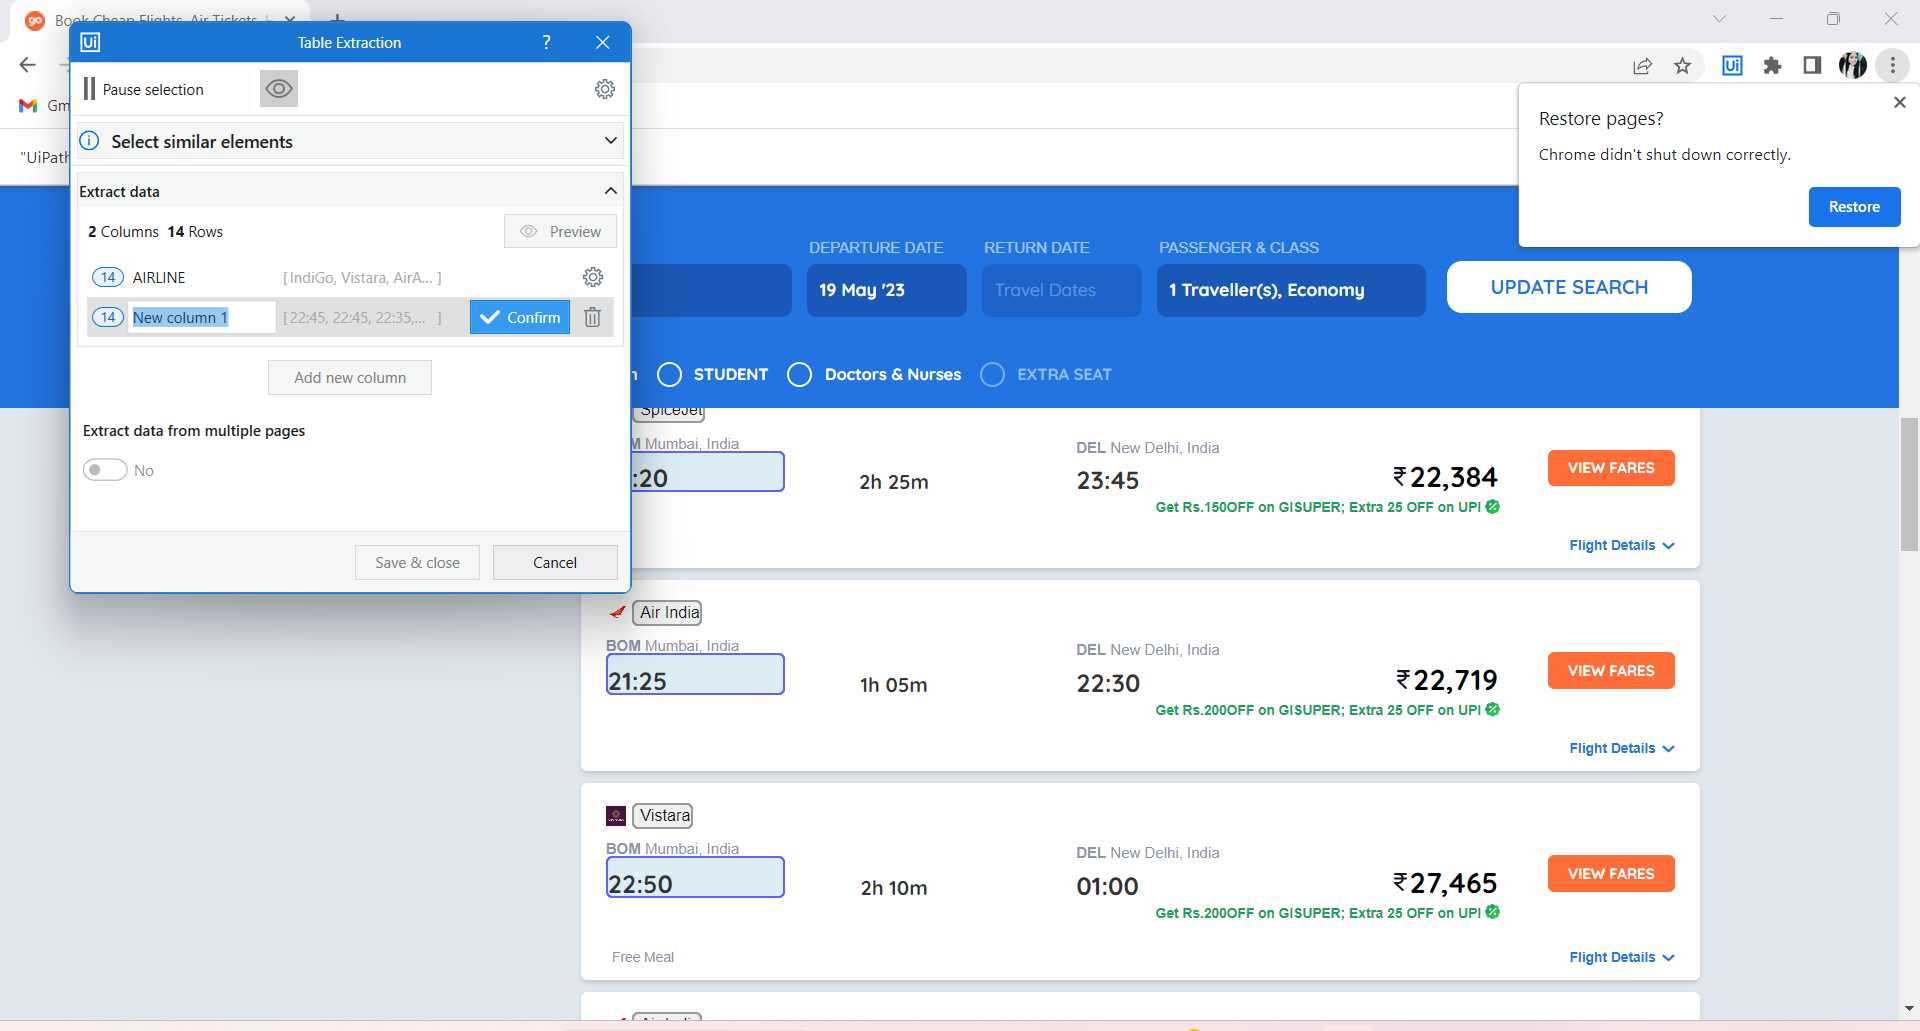 go Book Cheap Flights, Air Tickets
Ui Table Extraction ?
Pause selection
Gm
Ui
Select similar elements
"UiPath
Restore pages?
Chrome didn't shut down correctly.
Restore
Extract data
2 Columns 14 Rows Preview
14 AIRLINE [ IndiGo, Vistara, AirA... ]
14 New column 1 [ 22:45, 22:45, 22:35,... ] Confirm
Add new column
Extract data from multiple pages
No
Save & close Cancel
DEPARTURE DATE RETURN DATE PASSENGER & CLASS
19 May '23 Travel Dates 1 Traveller(s), Economy UPDATE SEARCH
n STUDENT Doctors & Nurses EXTRA SEAT
SpiceJet
M Mumbai, India DEL New Delhi, India
:20 2h 25m 23:45 ₹22,384 VIEW FARES
Get Rs.150OFF on GISUPER; Extra 25 OFF on UPI
Flight Details
Air India
BOM Mumbai, India DEL New Delhi, India
21:25 1h 05m 22:30 ₹22,719 VIEW FARES
Get Rs.200OFF on GISUPER; Extra 25 OFF on UPI
Flight Details
Vistara
BOM Mumbai, India DEL New Delhi, India
22:50 2h 10m 01:00 ₹27,465 VIEW FARES
Get Rs.200OFF on GISUPER; Extra 25 OFF on UPI
Free Meal Flight Details